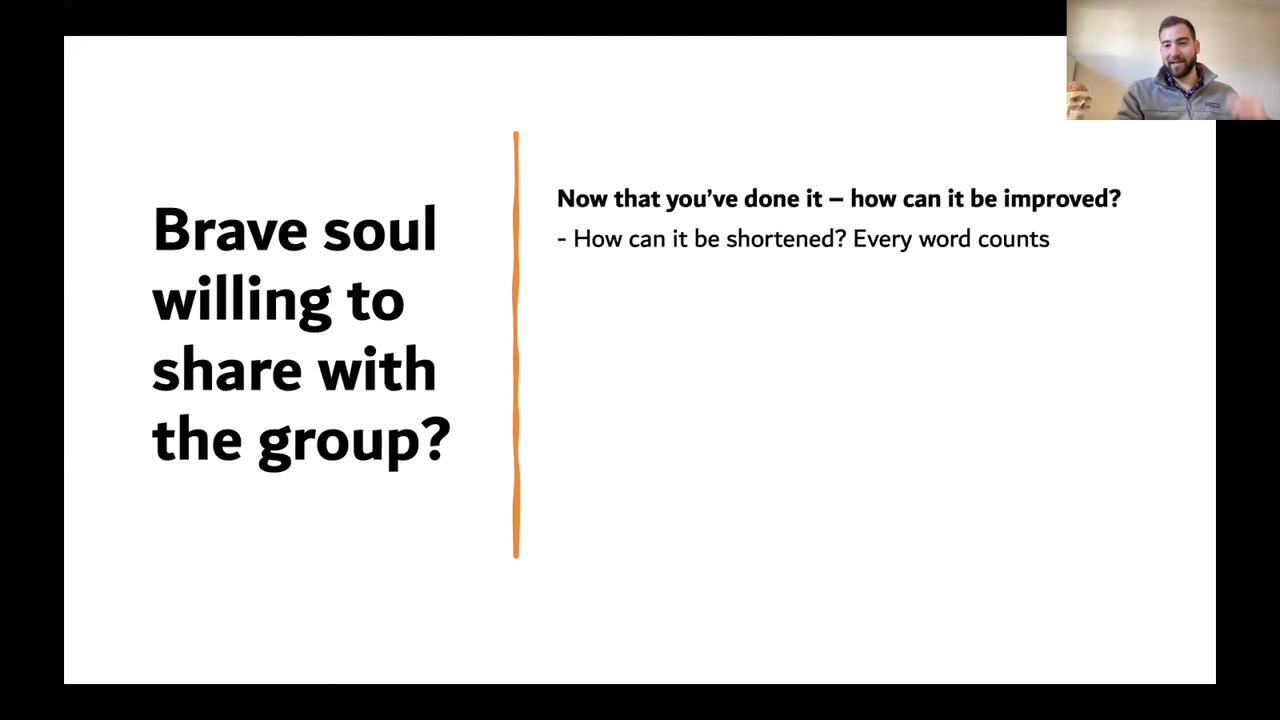 Brave soul
willing to
share with
the group?
Now that you’ve done it – how can it be improved?
- How can it be shortened? Every word counts